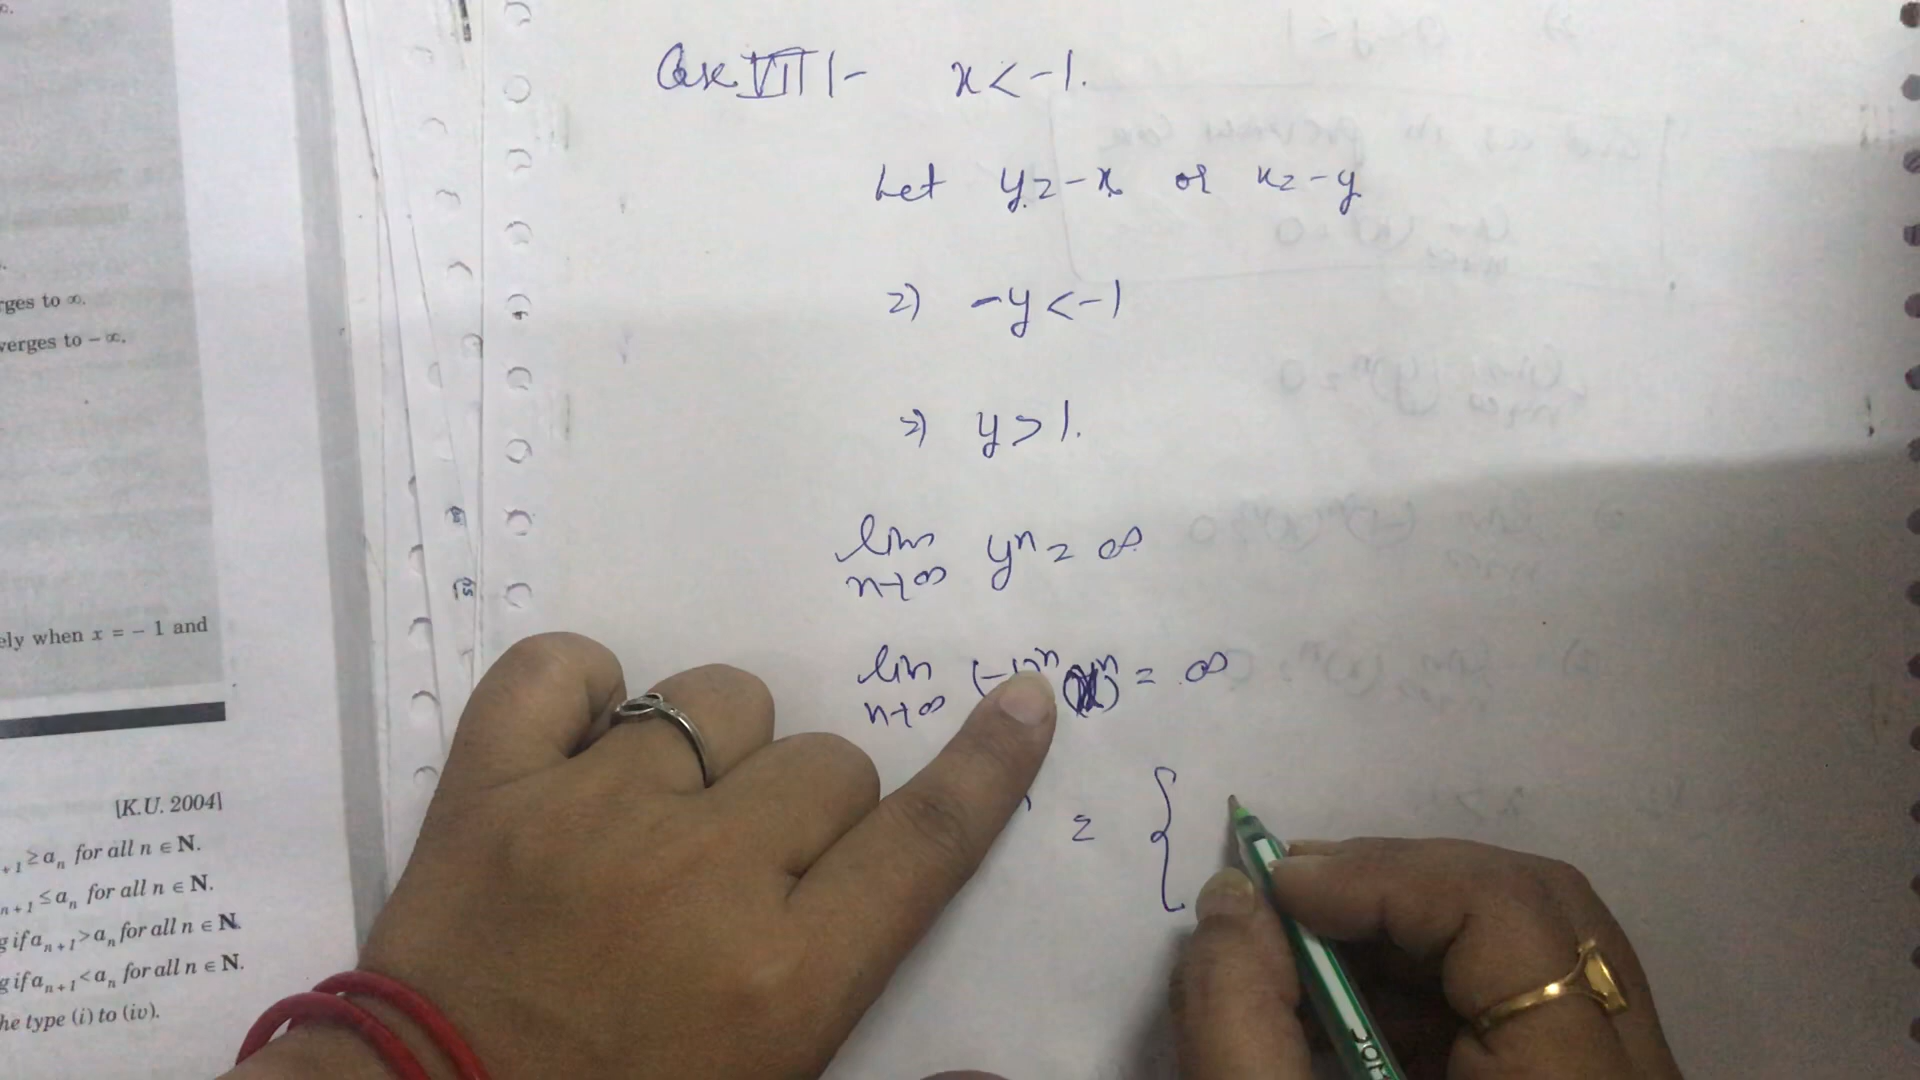 ∞.
rges to ∞.
verges to – ∞.
ely when x = – 1 and
[K.U. 2004]
+1 ≥ aₙ for all n ∈ N.
n+1 ≤ aₙ for all n ∈ N.
g if aₙ₊₁ > aₙ for all n ∈ N.
g if aₙ₊₁ < aₙ for all n ∈ N.
he type (i) to (iv).
Case VII :- x < -1.
Let y = -x or x = -y
⇒) -y < -1
⇒) y > 1.
lim n→∞ yⁿ = ∞
lim n→∞ (-1)ⁿ (x)ⁿ = ∞
= {